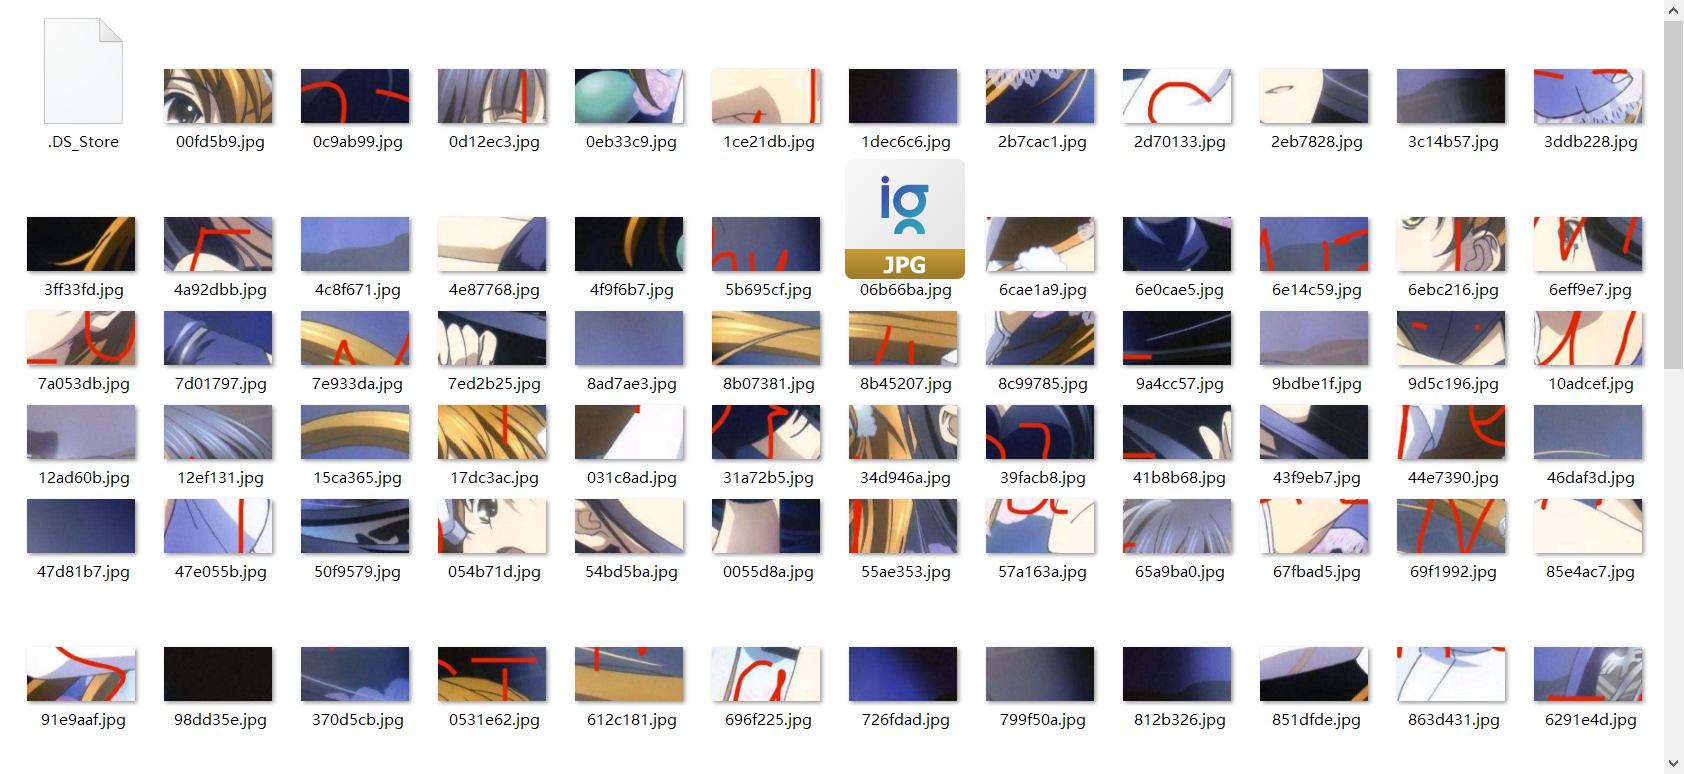 .DS_Store 00fd5b9.jpg 0c9ab99.jpg 0d12ec3.jpg 0eb33c9.jpg 1ce21db.jpg 1dec6c6.jpg 2b7cac1.jpg 2d70133.jpg 2eb7828.jpg 3c14b57.jpg 3ddb228.jpg
ig
JPG
3ff33fd.jpg 4a92dbb.jpg 4c8f671.jpg 4e87768.jpg 4f9f6b7.jpg 5b695cf.jpg 06b66ba.jpg 6cae1a9.jpg 6e0cae5.jpg 6e14c59.jpg 6ebc216.jpg 6eff9e7.jpg
7a053db.jpg 7d01797.jpg 7e933da.jpg 7ed2b25.jpg 8ad7ae3.jpg 8b07381.jpg 8b45207.jpg 8c99785.jpg 9a4cc57.jpg 9bdbe1f.jpg 9d5c196.jpg 10adcef.jpg
12ad60b.jpg 12ef131.jpg 15ca365.jpg 17dc3ac.jpg 031c8ad.jpg 31a72b5.jpg 34d946a.jpg 39facb8.jpg 41b8b68.jpg 43f9eb7.jpg 44e7390.jpg 46daf3d.jpg
47d81b7.jpg 47e055b.jpg 50f9579.jpg 054b71d.jpg 54bd5ba.jpg 0055d8a.jpg 55ae353.jpg 57a163a.jpg 65a9ba0.jpg 67fbad5.jpg 69f1992.jpg 85e4ac7.jpg
91e9aaf.jpg 98dd35e.jpg 370d5cb.jpg 0531e62.jpg 612c181.jpg 696f225.jpg 726fdad.jpg 799f50a.jpg 812b326.jpg 851dfde.jpg 863d431.jpg 6291e4d.jpg